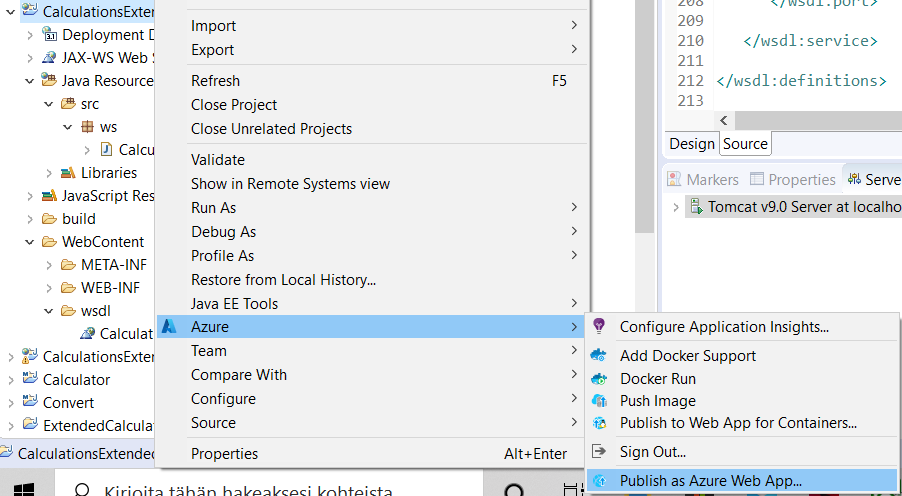 CalculationsExten
Deployment D
JAX-WS Web
Java Resource
src
ws
Calcu
Libraries
JavaScript Res
build
WebContent
META-INF
WEB-INF
wsdl
Calculat
CalculationsExten
Calculator
Convert
ExtendedCalcula
CalculationsExtended
Import
Export
Refresh F5
Close Project
Close Unrelated Projects
Validate
Show in Remote Systems view
Run As
Debug As
Profile As
Restore from Local History...
Java EE Tools
Azure
Team
Compare With
Configure
Source
Properties Alt+Enter
Configure Application Insights...
Add Docker Support
Docker Run
Push Image
Publish to Web App for Containers...
Sign Out...
Publish as Azure Web App...
208 </wsdl:port>
209
210 </wsdl:service>
211
212 </wsdl:definitions>
213
Design Source
Markers Properties Serve
Tomcat v9.0 Server at localho
Kirjoita tähän hakeaksesi kohteista